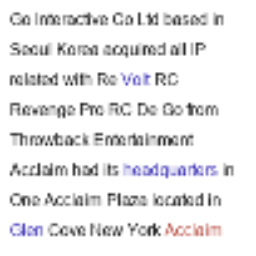 Go Interactive Co Ltd based in
Seoul Korea acquired all IP
related with Re Volt RC
Revenge Pro RC De Go from
Throwback Entertainment
Acclaim had its headquarters in
One Acclaim Plaza located in
Glen Cove New York Acclaim